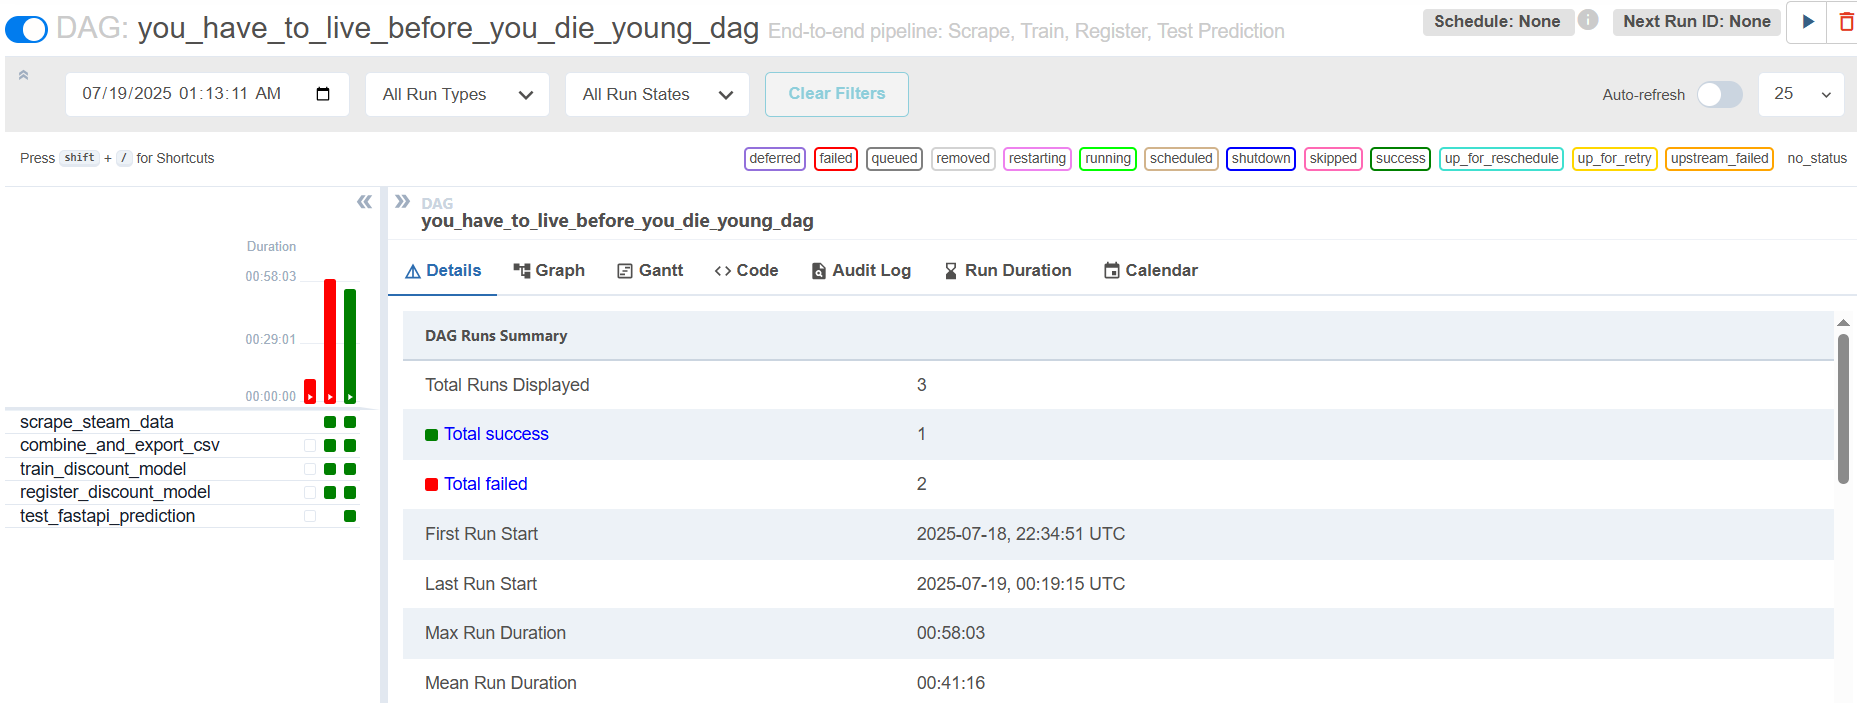 DAG: you_have_to_live_before_you_die_young_dag End-to-end pipeline: Scrape, Train, Register, Test Prediction
Schedule: None
Next Run ID: None
07/19/2025 01:13:11 AM
All Run Types
All Run States
Clear Filters
Auto-refresh
25
Press shift + / for Shortcuts
deferred
failed
queued
removed
restarting
running
scheduled
shutdown
skipped
success
up_for_reschedule
up_for_retry
upstream_failed
no_status
Duration
00:58:03
00:29:01
00:00:00
scrape_steam_data
combine_and_export_csv
train_discount_model
register_discount_model
test_fastapi_prediction
DAG
you_have_to_live_before_you_die_young_dag
Details
Graph
Gantt
Code
Audit Log
Run Duration
Calendar
DAG Runs Summary
Total Runs Displayed 3
Total success 1
Total failed 2
First Run Start 2025-07-18, 22:34:51 UTC
Last Run Start 2025-07-19, 00:19:15 UTC
Max Run Duration 00:58:03
Mean Run Duration 00:41:16